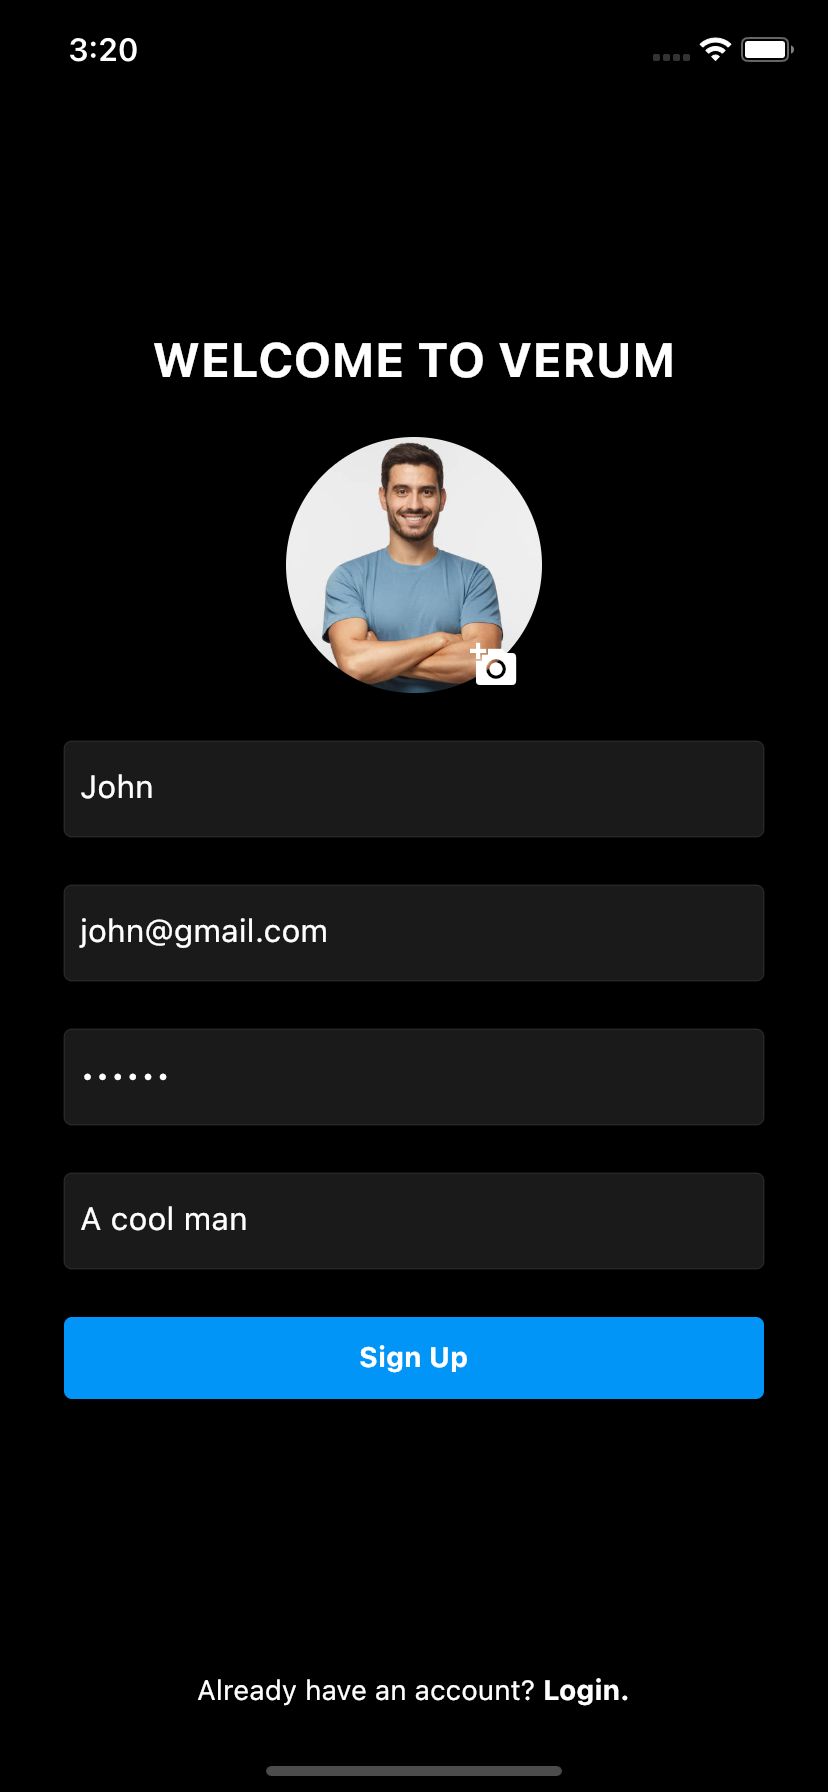 3:20
WELCOME TO VERUM
John
john@gmail.com
••••••
A cool man
Sign Up
Already have an account? Login.